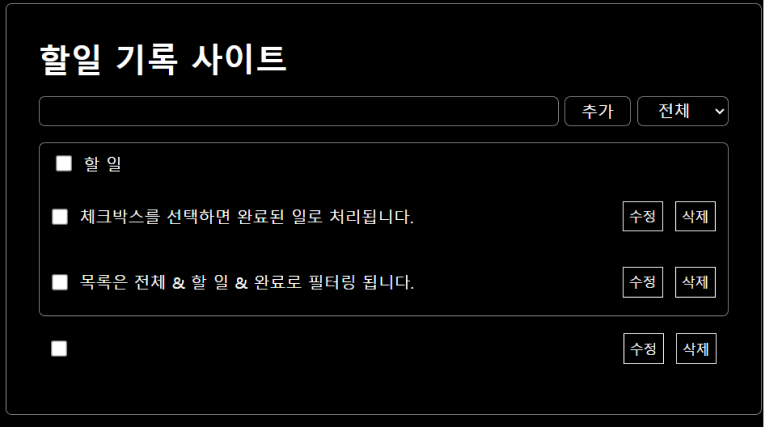 할일 기록 사이트
추가 전체
할 일
체크박스를 선택하면 완료된 일로 처리됩니다. 수정 삭제
목록은 전체 & 할 일 & 완료로 필터링 됩니다. 수정 삭제
수정 삭제